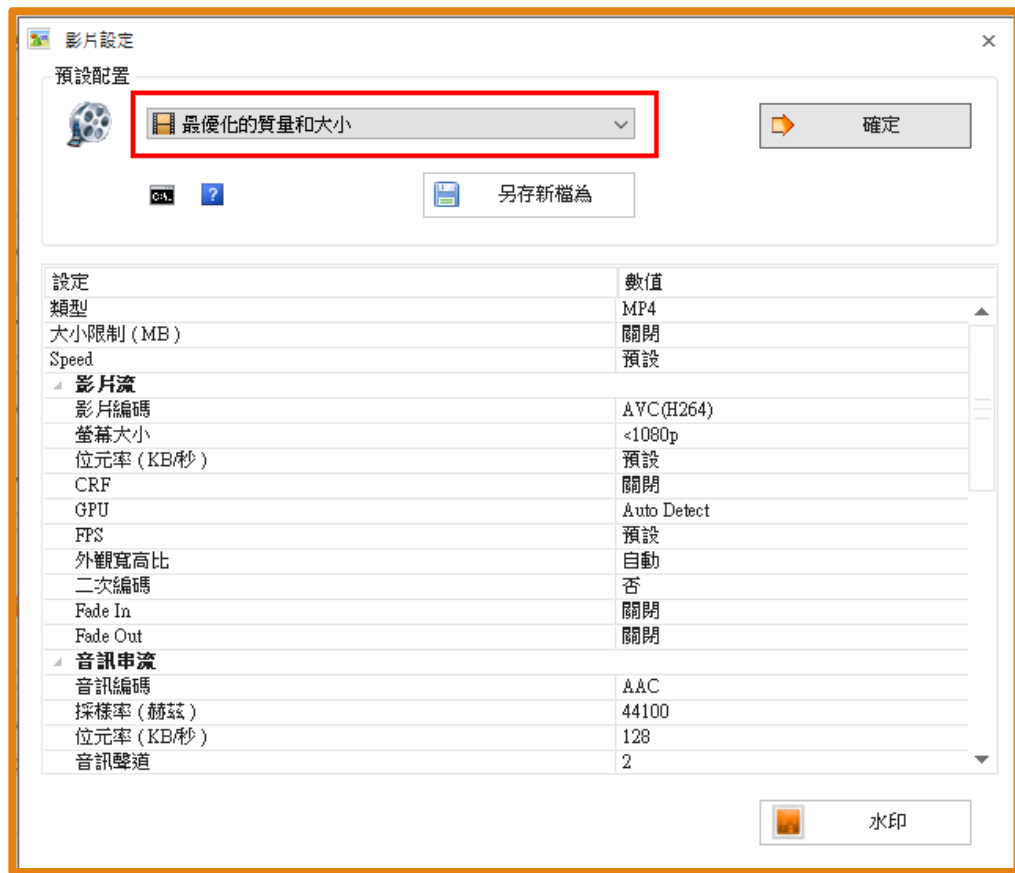 影片設定
預設配置
最優化的質量和大小
確定
C:\.
?
另存新檔為
設定 數值
類型 MP4
大小限制 ( MB ) 關閉
Speed 預設
影片流
影片編碼 AVC(H264)
螢幕大小 <1080p
位元率 ( KB/秒 ) 預設
CRF 關閉
GPU Auto Detect
FPS 預設
外觀寬高比 自動
二次編碼 否
Fade In 關閉
Fade Out 關閉
音訊串流
音訊編碼 AAC
採樣率 ( 赫茲 ) 44100
位元率 ( KB/秒 ) 128
音訊聲道 2
水印